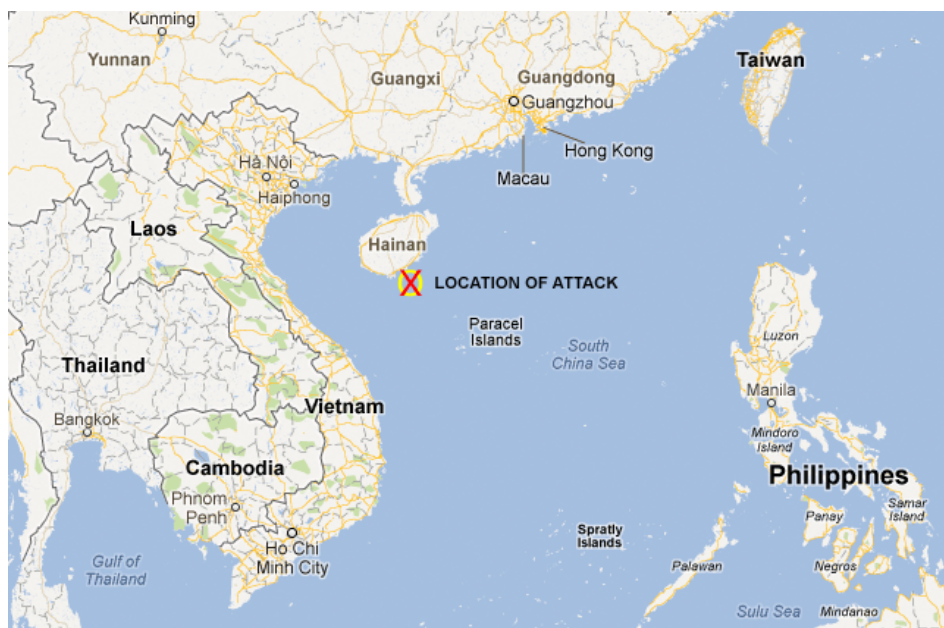 Kunming
Yunnan
Guangxi
Guangdong
Guangzhou
Taiwan
Hong Kong
Macau
Hà Nội
Haiphong
Laos
Hainan
LOCATION OF ATTACK
Paracel
Islands
South
China Sea
Luzon
Thailand
Vietnam
Manila
Bangkok
Mindoro
Island
Cambodia
Philippines
Phnom
Penh
Samar
Island
Panay
Spratly
Islands
Ho Chi
Minh City
Gulf of
Thailand
Palawan
Negros
Sulu Sea
Mindanao